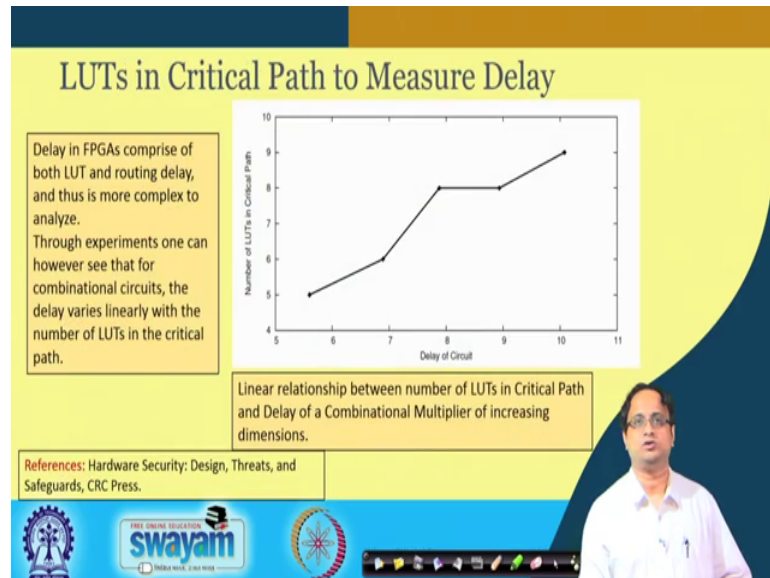 LUTs in Critical Path to Measure Delay
Delay in FPGAs comprise of
both LUT and routing delay,
and thus is more complex to
analyze.
Through experiments one can
however see that for
combinational circuits, the
delay varies linearly with the
number of LUTs in the critical
path.
Number of LUTs in Critical Path
10
9
8
7
6
5
4
5 6 7 8 9 10 11
Delay of Circuit
Linear relationship between number of LUTs in Critical Path
and Delay of a Combinational Multiplier of increasing
dimensions.
References: Hardware Security: Design, Threats, and
Safeguards, CRC Press.
FREE ONLINE EDUCATION
swayam